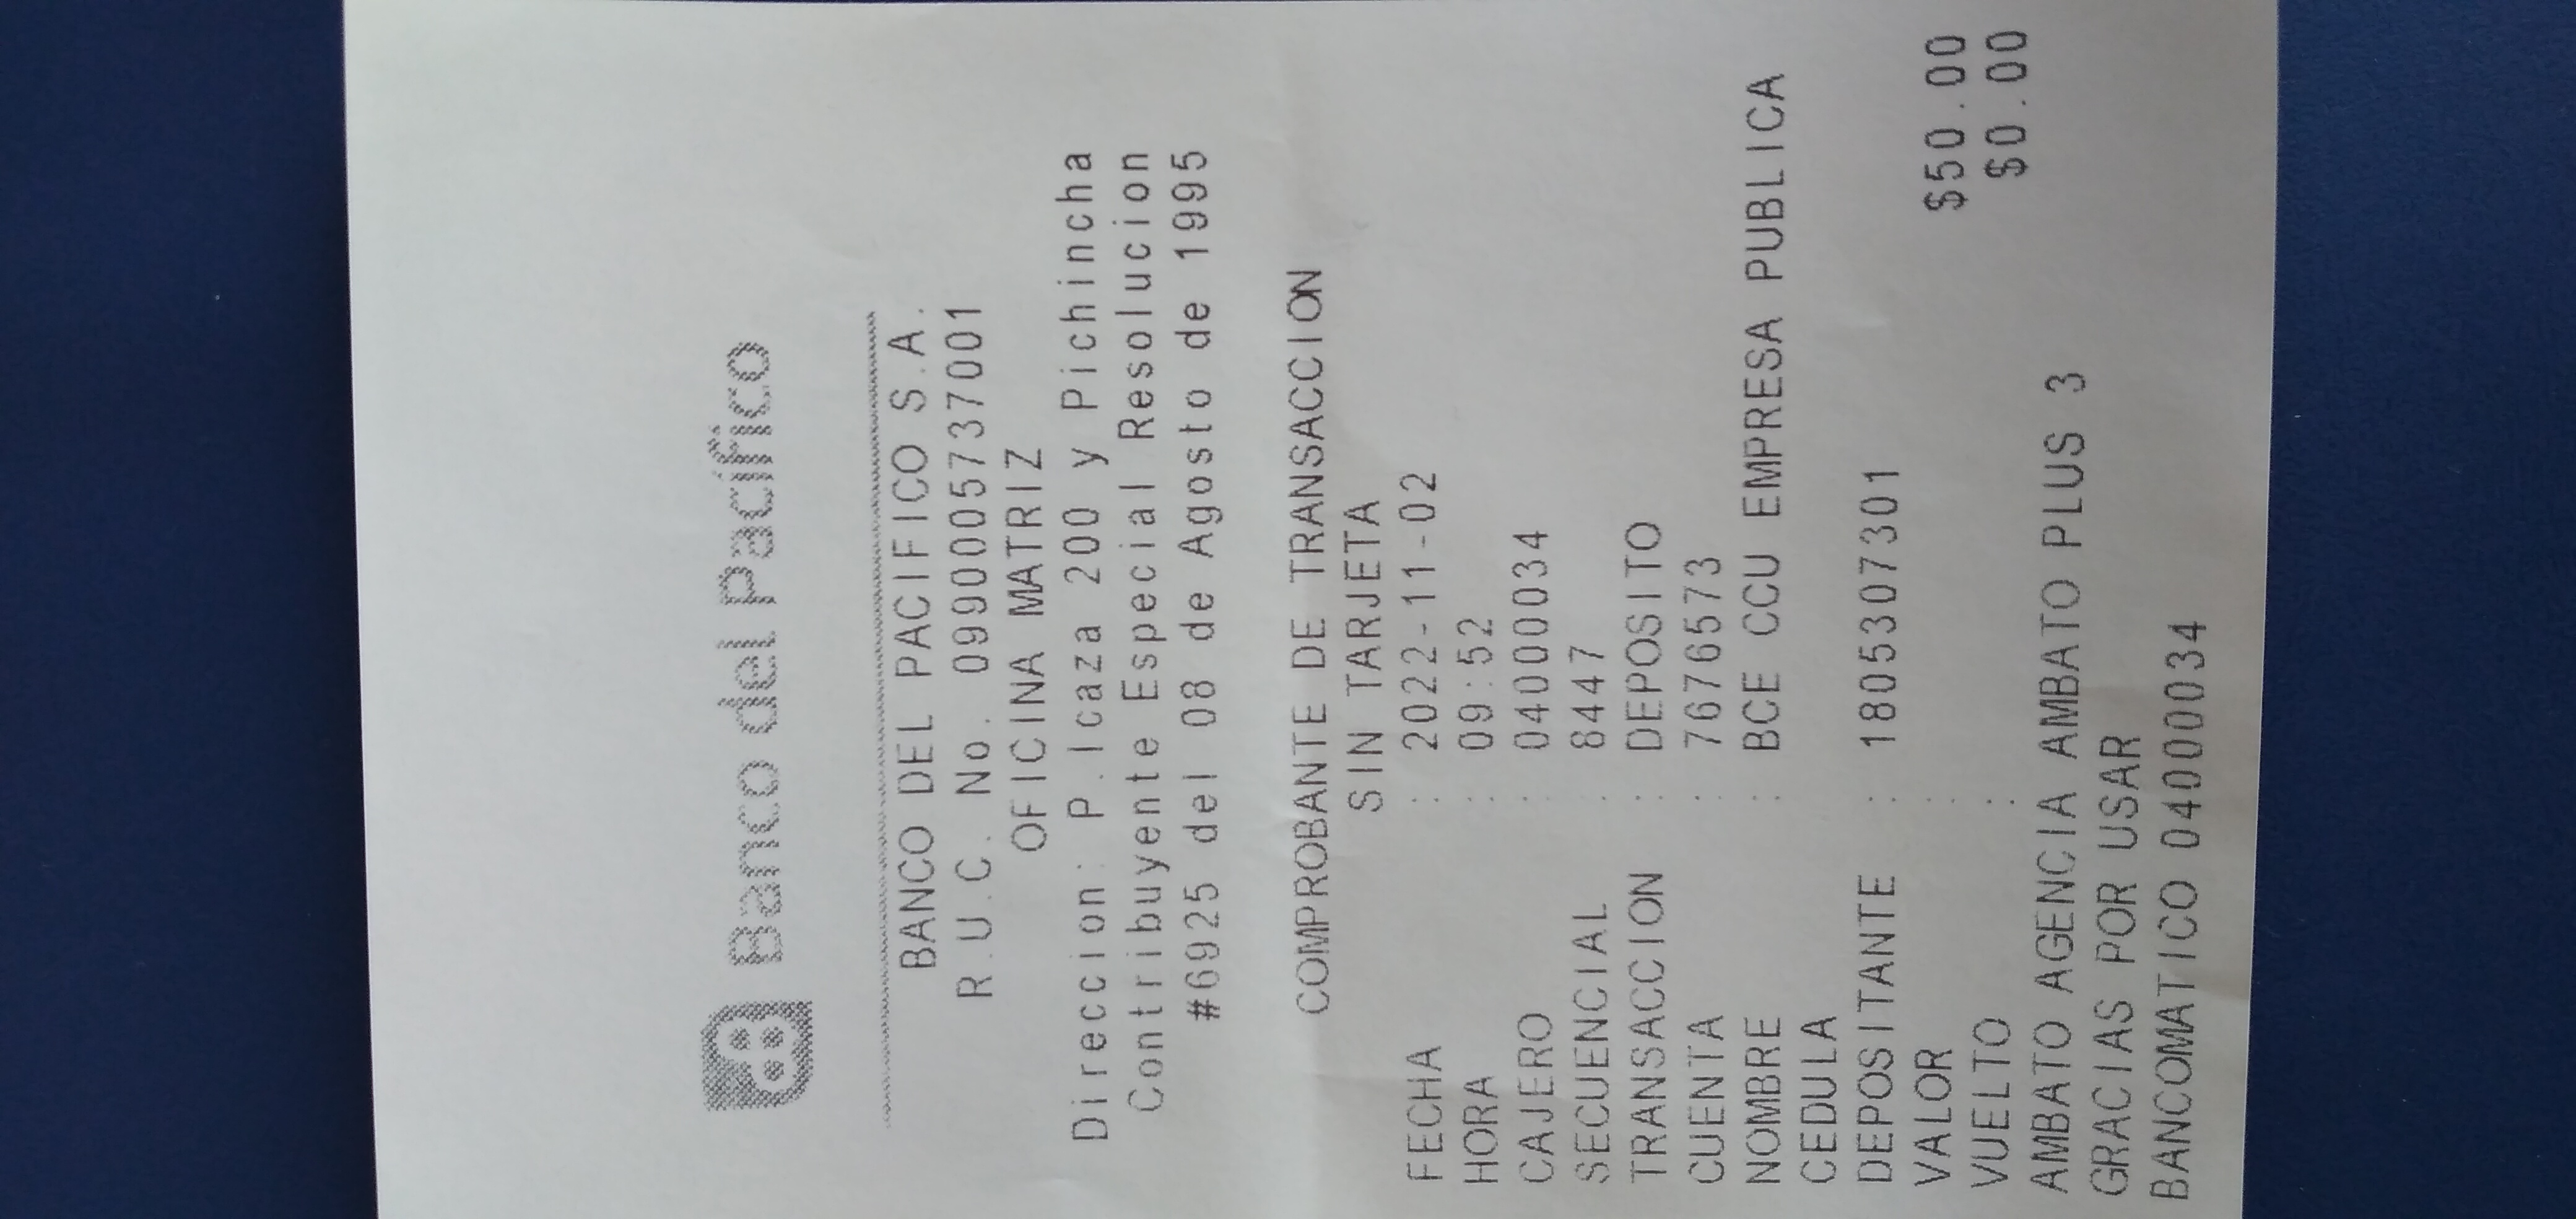 Banco del Pacífico
BANCO DEL PACIFICO S.A.
R.U.C. No. 0990005737001
OFICINA MATRIZ
Direccion: P.Icaza 200 y Pichincha
Contribuyente Especial Resolucion
#6925 del 08 de Agosto de 1995
COMPROBANTE DE TRANSACCION
SIN TARJETA
FECHA : 2022-11-02
HORA : 09:52
CAJERO : 04000034
SECUENCIAL : 8447
TRANSACCION : DEPOSITO
CUENTA : 7676573
NOMBRE : BCE CCU EMPRESA PUBLICA
CEDULA
DEPOSITANTE : 1805307301
VALOR : $50.00
VUELTO : $0.00
AMBATO AGENCIA AMBATO PLUS 3
GRACIAS POR USAR
BANCOMATICO 04000034